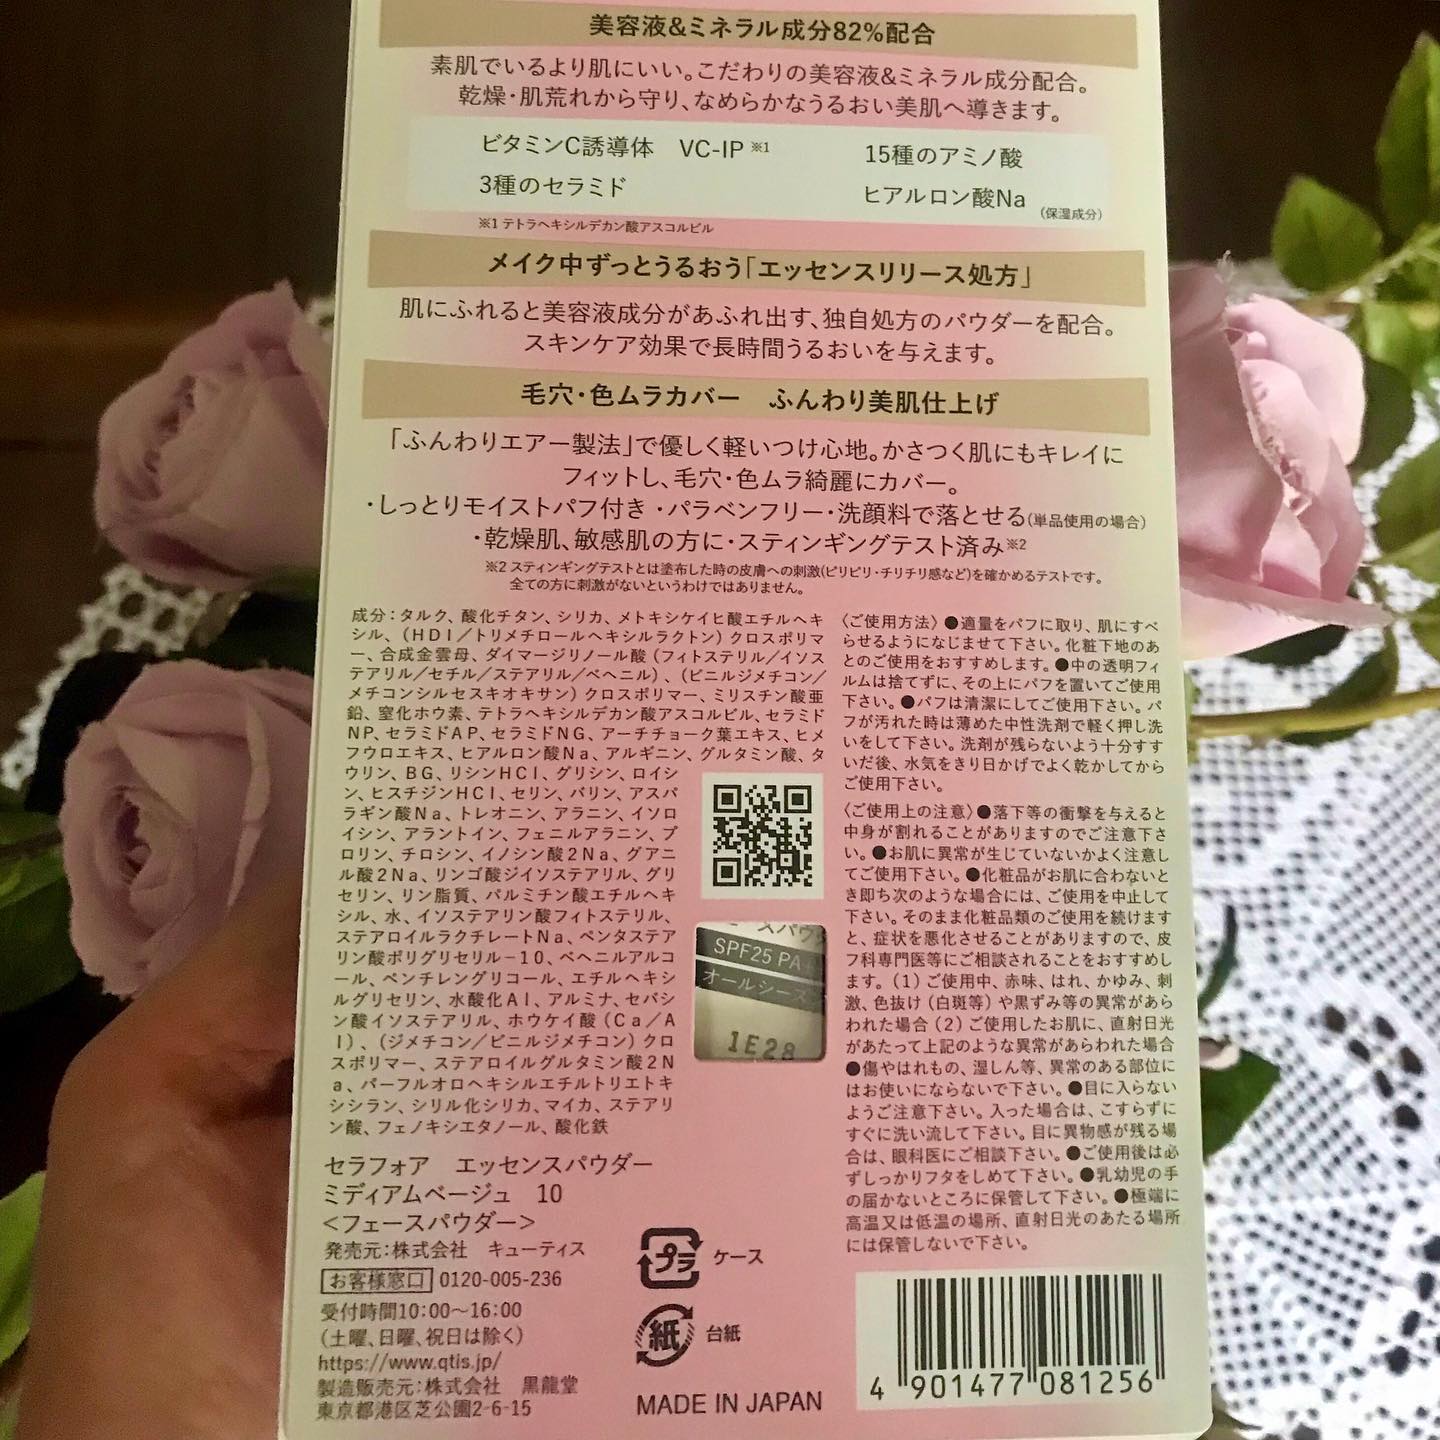 美容液&ミネラル成分82%配合
素肌でいるより肌にいい。こだわりの美容液&ミネラル成分配合。
乾燥・肌荒れから守り、なめらかなうるおい美肌へ導きます。
ビタミンC誘導体 VC-IP ※1
15種のアミノ酸
3種のセラミド
ヒアルロン酸Na
(保湿成分)
※1 テトラヘキシルデカン酸アスコルビル
メイク中ずっとうるおう「エッセンスリリース処方」
肌にふれると美容液成分があふれ出す、独自処方のパウダーを配合。
スキンケア効果で長時間うるおいを与えます。
毛穴・色ムラカバー ふんわり美肌仕上げ
「ふんわりエアー製法」で優しく軽いつけ心地。かさつく肌にもキレイに
フィットし、毛穴・色ムラ綺麗にカバー。
・しっとりモイストパフ付き ・パラベンフリー・洗顔料で落とせる(単品使用の場合)
・乾燥肌、敏感肌の方に・スティンギングテスト済み※2
※2 スティンギングテストとは塗布した時の皮膚への刺激(ピリピリ・チリチリ感など)を確かめるテストです。
全ての方に刺激がないというわけではありません。
成分:タルク、酸化チタン、シリカ、メトキシケイヒ酸エチルヘキ
シル、(HDI/トリメチロールヘキシルラクトン)クロスポリマ
ー、合成金雲母、ダイマージリノール酸(フィトステリル/イソス
テアリル/セチル/ステアリル/ベヘニル)、(ビニルジメチコン/
メチコンシルセスキオキサン)クロスポリマー、ミリスチン酸亜
鉛、窒化ホウ素、テトラヘキシルデカン酸アスコルビル、セラミド
NP、セラミドAP、セラミドNG、アーチチョーク葉エキス、ヒメ
フウロエキス、ヒアルロン酸Na、アルギニン、グルタミン酸、タ
ウリン、BG、リシンHCl、グリシン、ロイシ
ン、ヒスチジンHCl、セリン、バリン、アスパ
ラギン酸Na、トレオニン、アラニン、イソロ
イシン、アラントイン、フェニルアラニン、プ
ロリン、チロシン、イノシン酸2Na、グアニ
ル酸2Na、リンゴ酸ジイソステアリル、グリ
セリン、リン脂質、パルミチン酸エチルヘキ
シル、水、イソステアリン酸フィトステリル、
ステアロイルラクチレートNa、ペンタステア
リン酸ポリグリセリル-10、ベヘニルアルコ
ール、ペンチレングリコール、エチルヘキシ
ルグリセリン、水酸化Al、アルミナ、セバシ
ン酸イソステアリル、ホウケイ酸(Ca/A
l)、(ジメチコン/ビニルジメチコン)クロ
スポリマー、ステアロイルグルタミン酸2N
a、パーフルオロヘキシルエチルトリエトキ
シシラン、シリル化シリカ、マイカ、ステアリ
ン酸、フェノキシエタノール、酸化鉄
セラフォア エッセンスパウダー
ミディアムベージュ 10
<フェースパウダー>
発売元:株式会社 キューティス
お客様窓口 0120-005-236
受付時間10:00~16:00
(土曜、日曜、祝日は除く)
https://www.qtis.jp/
製造販売元:株式会社 黒龍堂
東京都港区芝公園2-6-15
スパウダ
SPF25 PA+
オールシーズ
1E28
プラ ケース
紙 台紙
MADE IN JAPAN
〈ご使用方法〉●適量をパフに取り、肌にすべ
らせるようになじませて下さい。化粧下地のあ
とのご使用をおすすめします。●中の透明フィ
ルムは捨てずに、その上にパフを置いてご使用
下さい。●パフは清潔にしてご使用下さい。パ
フが汚れた時は薄めた中性洗剤で軽く押し洗
いをして下さい。洗剤が残らないよう十分すす
いだ後、水気をきり日かげでよく乾かしてから
ご使用下さい。
〈ご使用上の注意〉●落下等の衝撃を与えると
中身が割れることがありますのでご注意下さ
い。●お肌に異常が生じていないかよく注意し
てご使用下さい。●化粧品がお肌に合わないと
き即ち次のような場合には、ご使用を中止して
下さい。そのまま化粧品類のご使用を続けます
と、症状を悪化させることがありますので、皮
フ科専門医等にご相談されることをおすすめし
ます。(1)ご使用中、赤味、はれ、かゆみ、刺
激、色抜け(白斑等)や黒ずみ等の異常があら
われた場合(2)ご使用したお肌に、直射日光
があたって上記のような異常があらわれた場合
●傷やはれもの、湿しん等、異常のある部位に
はお使いにならないで下さい。●目に入らない
ようご注意下さい。入った場合は、こすらずに
すぐに洗い流して下さい。目に異物感が残る場
合は、眼科医にご相談下さい。●ご使用後は必
ずしっかりフタをしめて下さい。●乳幼児の手
の届かないところに保管して下さい。●極端に
高温又は低温の場所、直射日光のあたる場所
には保管しないで下さい。
4 901477 081256